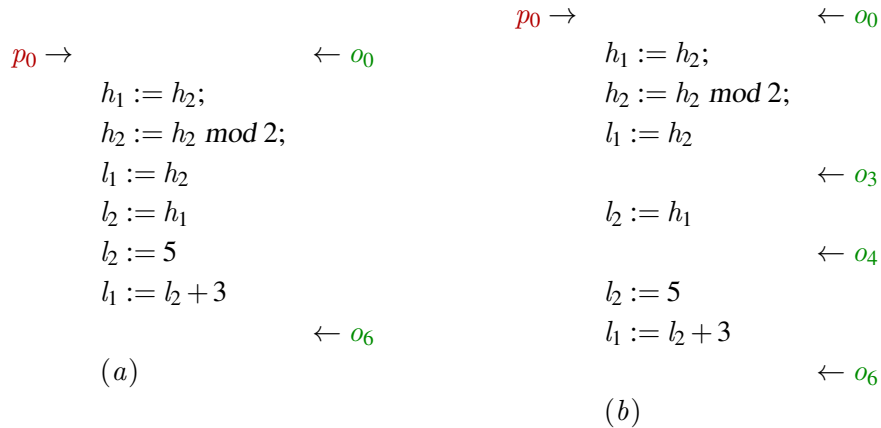 p₀ → ← o₀
h₁ := h₂;
h₂ := h₂ mod 2;
l₁ := h₂
l₂ := h₁
l₂ := 5
l₁ := l₂ + 3
← o₆
(a)
p₀ → ← o₀
h₁ := h₂;
h₂ := h₂ mod 2;
l₁ := h₂
← o₃
l₂ := h₁
← o₄
l₂ := 5
l₁ := l₂ + 3
← o₆
(b)